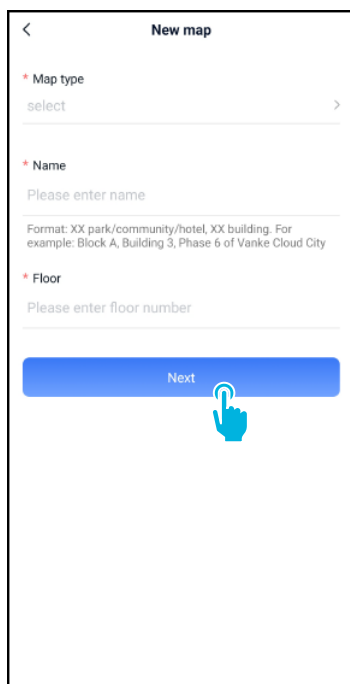 New map
* Map type
select
* Name
Please enter name
Format: XX park/community/hotel, XX building. For
example: Block A, Building 3, Phase 6 of Vanke Cloud City
* Floor
Please enter floor number
Next